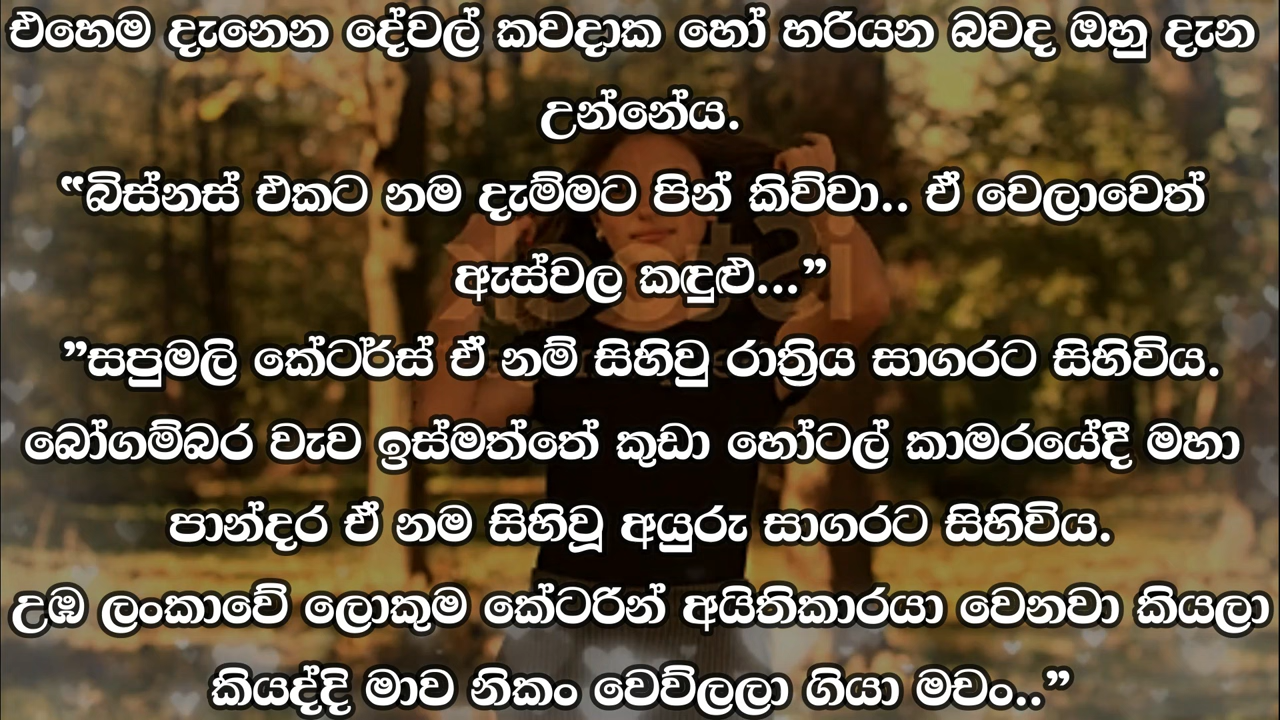 එහෙම දැනෙන දේවල් කවදාක හෝ හරියන බවද ඔහු දැන
උන්නේය.
“බිස්නස් එකට නම දැම්මට පින් කිව්වා.. ඒ වෙලාවෙත්
ඇස්වල කඳුළු...”
”සපුමලි කේටර්ස් ඒ නම් සිහිවු රාත්‍රිය සාගරට සිහිවිය.
බෝගම්බර වැව ඉස්මත්තේ කුඩා හෝටල් කාමරයේදී මහා
පාන්දර ඒ නම සිහිවූ අයුරු සාගරට සිහිවිය.
උඹ ලංකාවේ ලොකුම කේටරින් අයිතිකාරයා වෙනවා කියලා
කියද්දි මාව නිකං වෙව්ලලා ගියා මචං..”